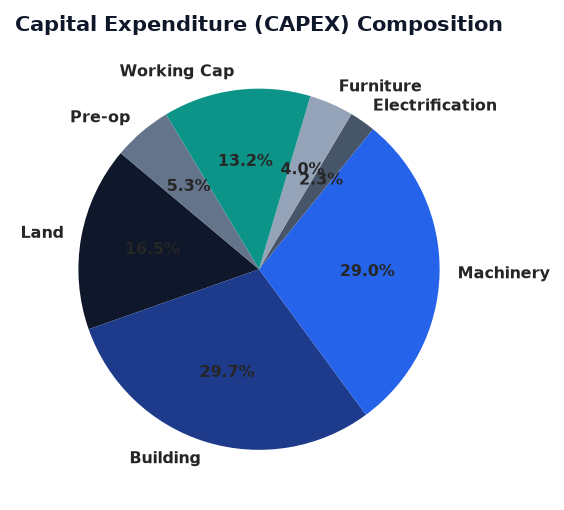 Capital Expenditure (CAPEX) Composition
Working Cap
Furniture
Electrification
Pre-op
13.2%
4.0%
2.3%
5.3%
Land
16.5%
29.0%
Machinery
29.7%
Building